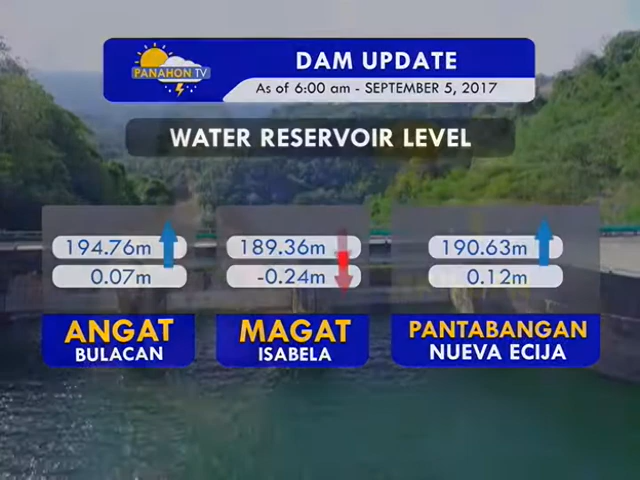 PANAHON TV
DAM UPDATE
As of 6:00 am - SEPTEMBER 5, 2017
WATER RESERVOIR LEVEL
194.76m
0.07m
ANGAT
BULACAN
189.36m
-0.24m
MAGAT
ISABELA
190.63m
0.12m
PANTABANGAN
NUEVA ECIJA